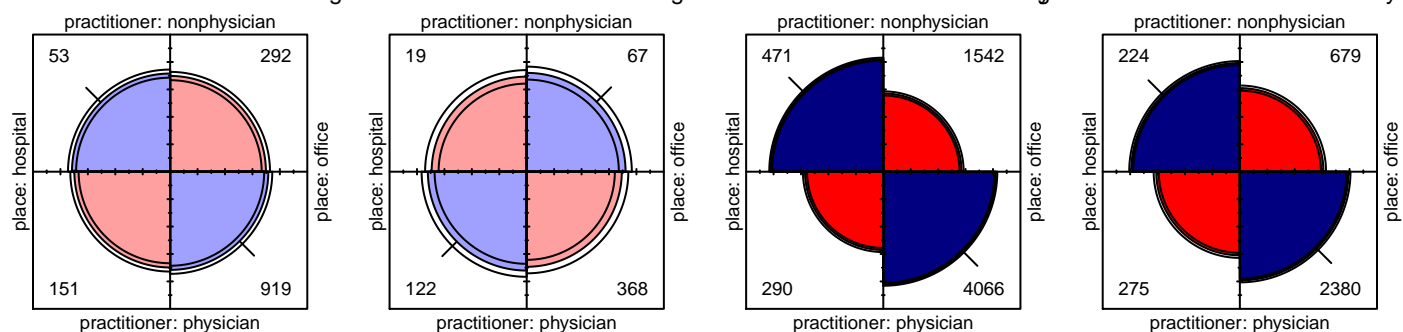 practitioner: nonphysician
53 292
place: hospital
place: office
151 919
practitioner: physician
practitioner: nonphysician
19 67
place: hospital
place: office
122 368
practitioner: physician
practitioner: nonphysician
471 1542
place: hospital
place: office
290 4066
practitioner: physician
practitioner: nonphysician
224 679
place: hospital
place: office
275 2380
practitioner: physician